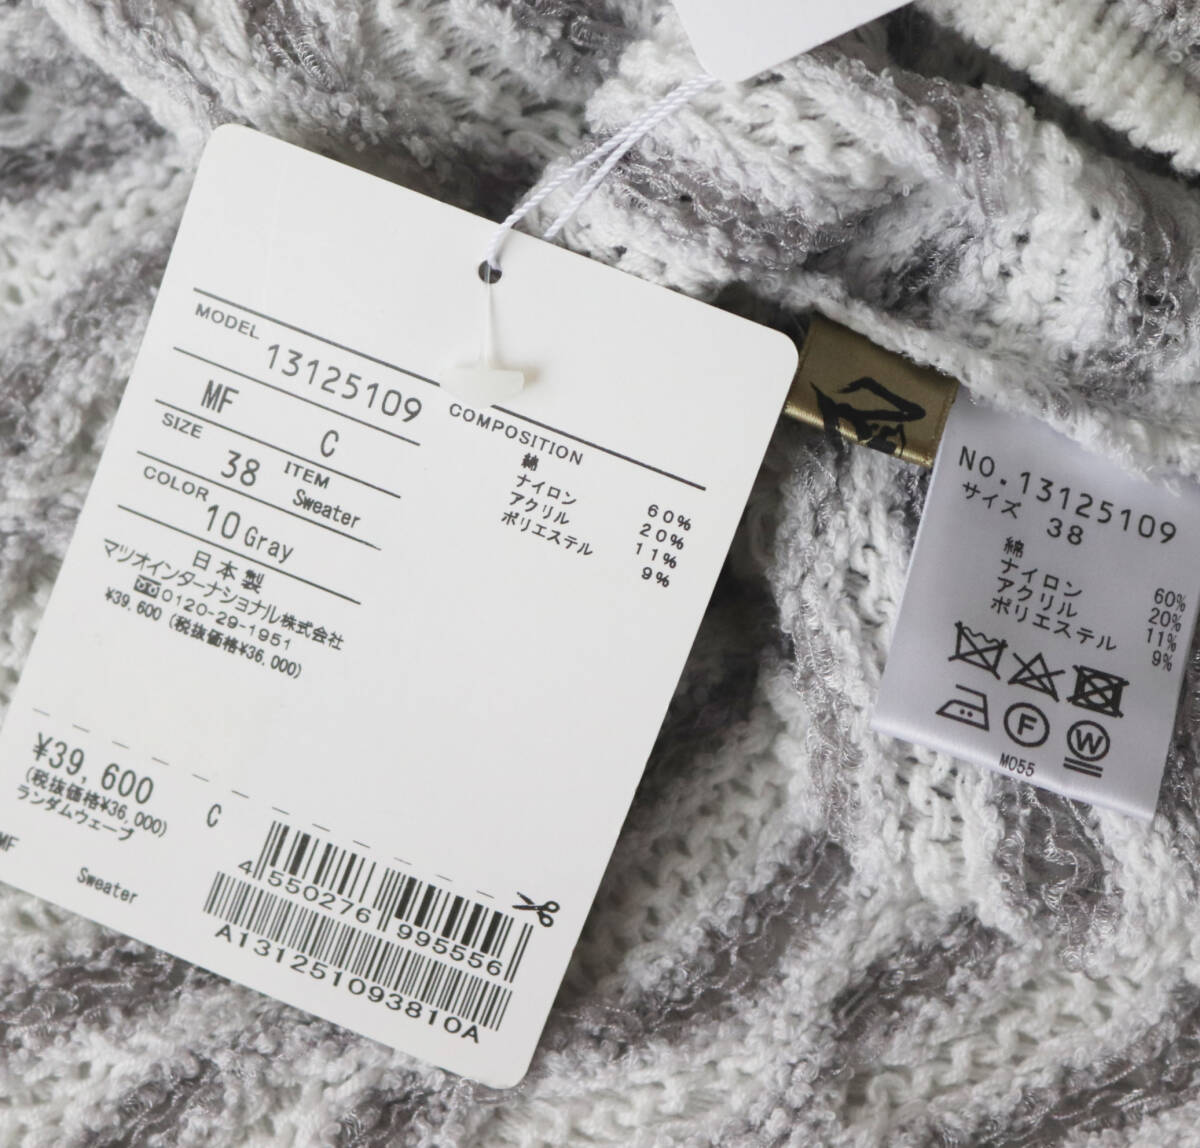 MODEL 13125109
MF C
SIZE 38 ITEM Sweater
COLOR 10 Gray
日本製
マツオインターナショナル株式会社
0120-29-1951
¥39,600 (税抜価格¥36,000)
COMPOSITION
綿 60%
ナイロン 20%
アクリル 11%
ポリエステル 9%
¥39,600
(税抜価格¥36,000) C
ランダムウェーブ
MF Sweater
4 550276 995556
A131251093810A
NO.13125109
サイズ 38
綿 60%
ナイロン 20%
アクリル 11%
ポリエステル 9%
F W
M055